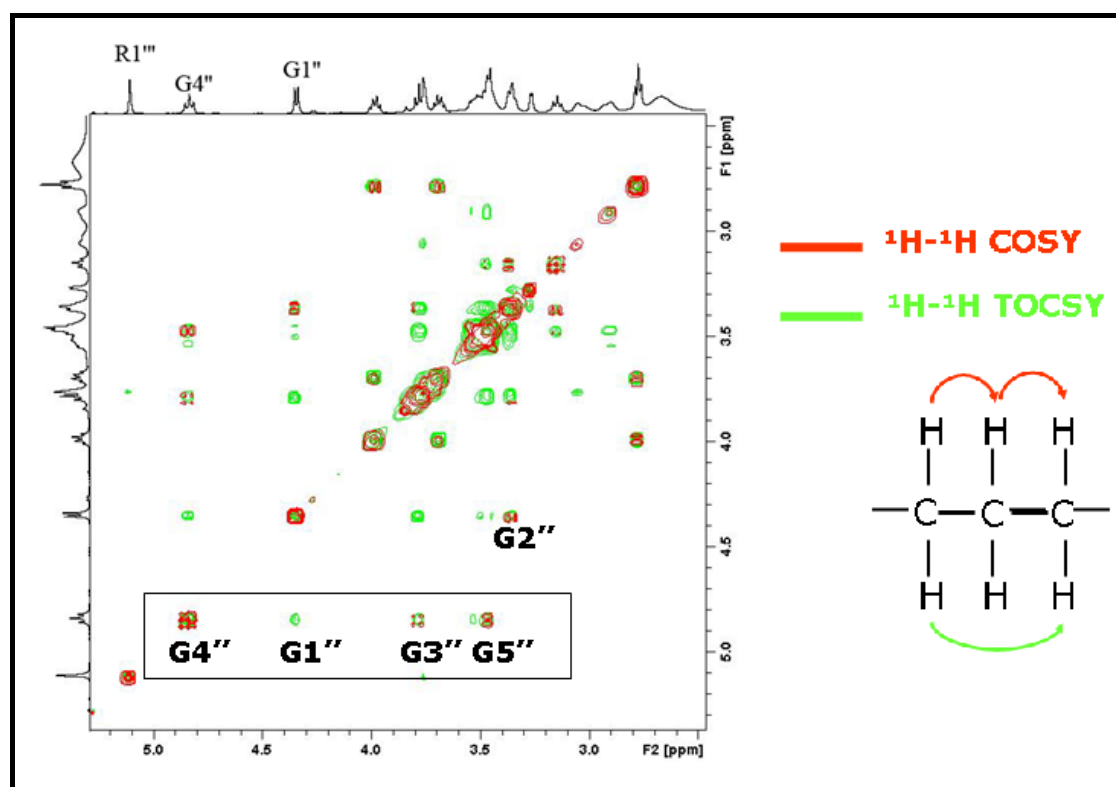 R1'''
G4''
G1''
F1 [ppm]
3.0
3.5
4.0
4.5
5.0
G2''
G4'' G1'' G3'' G5''
5.0 4.5 4.0 3.5 3.0 F2 [ppm]
¹H-¹H COSY
¹H-¹H TOCSY
H H H
C C C
H H H